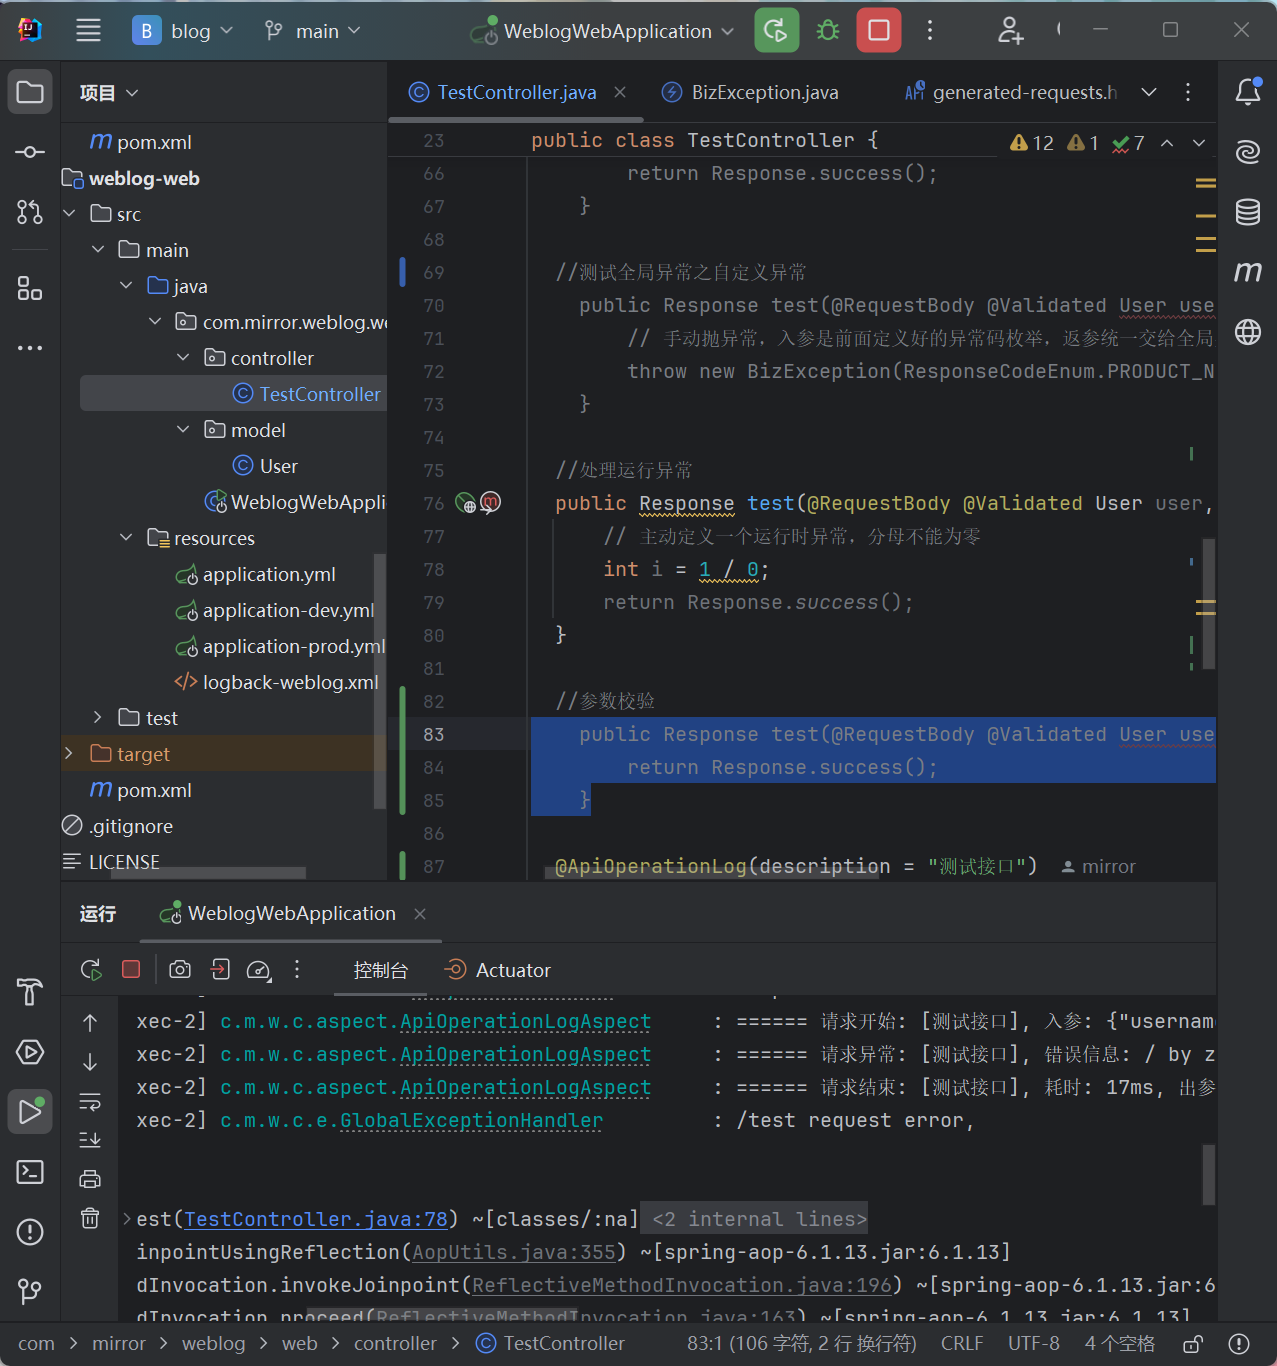 B blog main WeblogWebApplication
项目
pom.xml
weblog-web
src
main
java
com.mirror.weblog.we
controller
TestController
model
User
WeblogWebAppli
resources
application.yml
application-dev.yml
application-prod.yml
logback-weblog.xml
test
target
pom.xml
.gitignore
LICENSE
TestController.java BizException.java generated-requests.h
23 public class TestController { 12 1 7
66 return Response.success();
67 }
68
69 //测试全局异常之自定义异常
70 public Response test(@RequestBody @Validated User use
71 // 手动抛异常，入参是前面定义好的异常码枚举，返参统一交给全局
72 throw new BizException(ResponseCodeEnum.PRODUCT_N
73 }
74
75 //处理运行异常
76 public Response test(@RequestBody @Validated User user,
77 // 主动定义一个运行时异常，分母不能为零
78 int i = 1 / 0;
79 return Response.success();
80 }
81
82 //参数校验
83 public Response test(@RequestBody @Validated User use
84 return Response.success();
85 }
86
87 @ApiOperationLog(description = "测试接口") mirror
运行 WeblogWebApplication
控制台 Actuator
xec-2] c.m.w.c.aspect.ApiOperationLogAspect : ====== 请求开始: [测试接口], 入参: {"usernam
xec-2] c.m.w.c.aspect.ApiOperationLogAspect : ====== 请求异常: [测试接口], 错误信息: / by z
xec-2] c.m.w.c.aspect.ApiOperationLogAspect : ====== 请求结束: [测试接口], 耗时: 17ms, 出参
xec-2] c.m.w.c.e.GlobalExceptionHandler : /test request error,
est(TestController.java:78) ~[classes/:na] <2 internal lines>
inpointUsingReflection(AopUtils.java:355) ~[spring-aop-6.1.13.jar:6.1.13]
dInvocation.invokeJoinpoint(ReflectiveMethodInvocation.java:196) ~[spring-aop-6.1.13.jar:6
dInvocation.proceed(ReflectiveMethodInvocation.java:163) ~[spring-aop-6.1.13.jar:6.1.13]
com > mirror > weblog > web > controller > TestController 83:1 (106 字符, 2 行 换行符) CRLF UTF-8 4 个空格